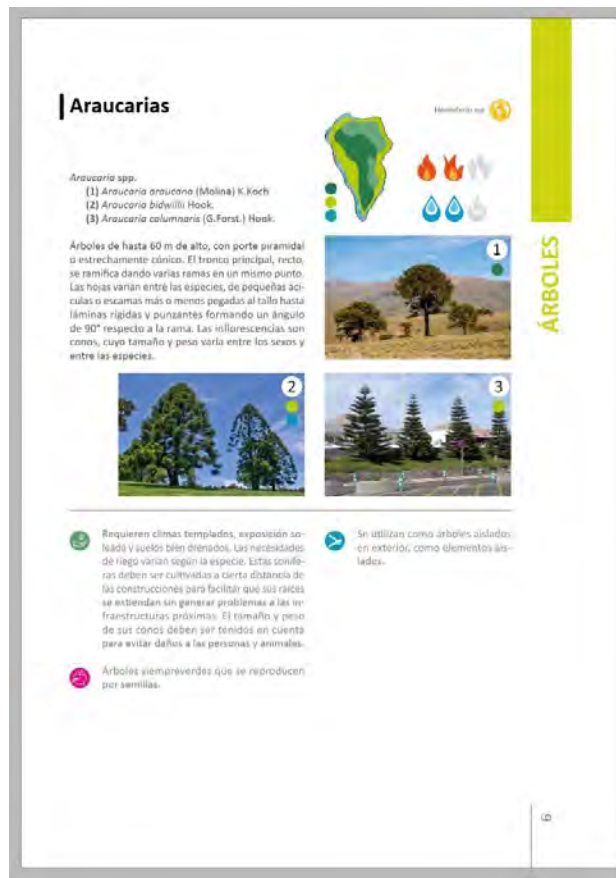 Araucarias
Hemisferio sur
Araucaria spp.
(1) Araucaria araucana (Molina) K.Koch
(2) Araucaria bidwillii Hook.
(3) Araucaria columnaris (G.Forst.) Hook.
Árboles de hasta 60 m de alto, con porte piramidal
o estrechamente cónico. El tronco principal, recto,
se ramifica dando varias ramas en un mismo punto.
Las hojas varían entre las especies, de pequeñas ací-
culas o escamas más o menos pegadas al tallo hasta
láminas rígidas y punzantes formando un ángulo
de 90° respecto a la rama. Las inflorescencias son
conos, cuyo tamaño y peso varía entre los sexos y
entre las especies.
1
2
3
ÁRBOLES
Requieren climas templados, exposición so-
leada y suelos bien drenados. Las necesidades
de riego varían según la especie. Estas conífe-
ras deben ser cultivadas a cierta distancia de
las construcciones para facilitar que sus raíces
se extiendan sin generar problemas a las in-
fraestructuras próximas. El tamaño y peso
de sus conos deben ser tenidos en cuenta
para evitar daños a las personas y animales.
Árboles siempreverdes que se reproducen
por semillas.
Se utilizan como árboles aislados
en exterior, como elementos ais-
lados.
6